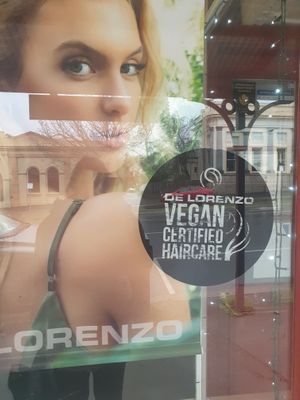 DE LORENZO
VEGAN
CERTIFIED
HAIRCARE
LORENZO